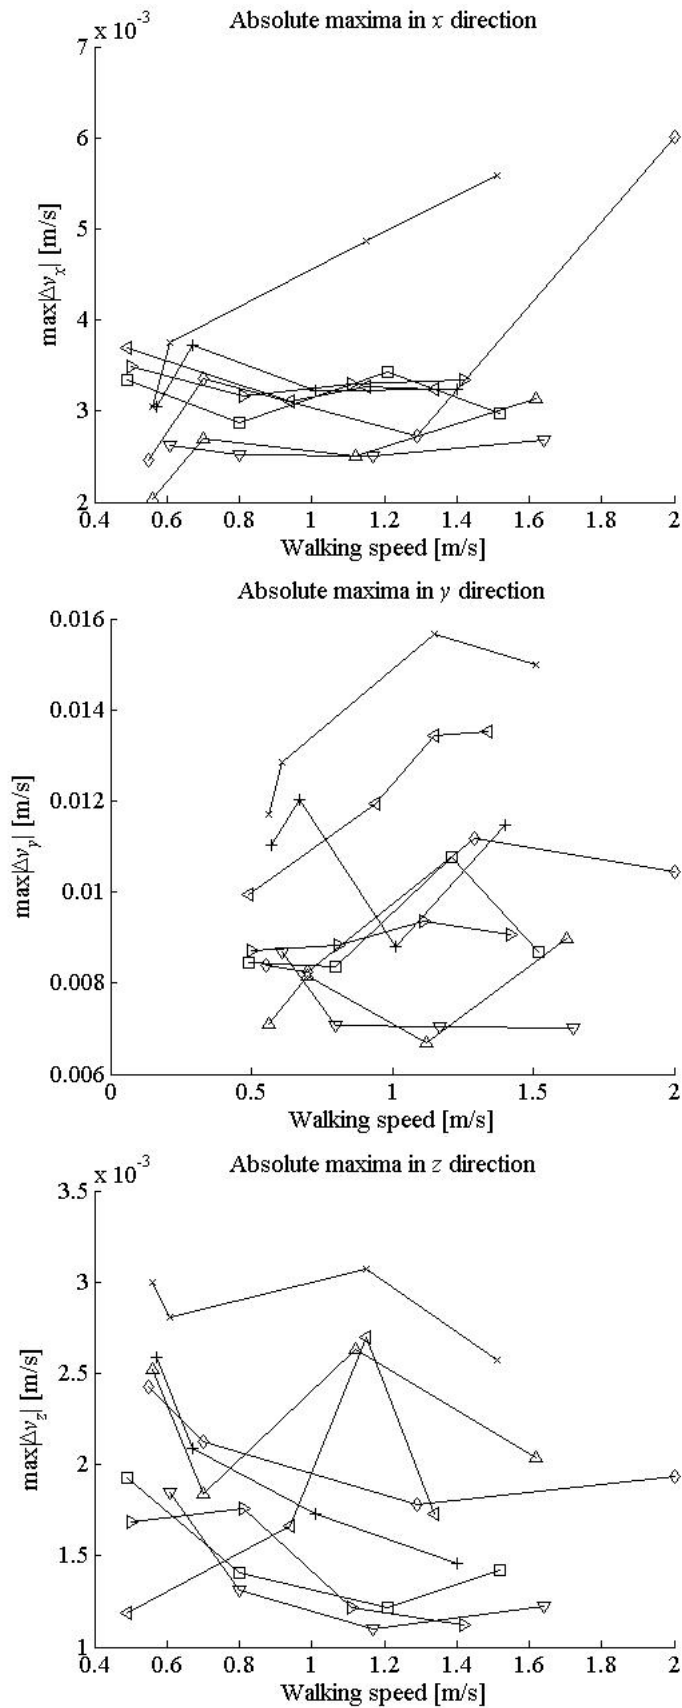 Absolute maxima in x direction
x 10⁻³
7
6
5
4
3
2
max|Δvₓ| [m/s]
0.4 0.6 0.8 1 1.2 1.4 1.6 1.8 2
Walking speed [m/s]
Absolute maxima in y direction
0.016
0.014
0.012
0.01
0.008
0.006
max|Δv_y| [m/s]
0 0.5 1 1.5 2
Walking speed [m/s]
Absolute maxima in z direction
x 10⁻³
3.5
3
2.5
2
1.5
1
max|Δv_z| [m/s]
0.4 0.6 0.8 1 1.2 1.4 1.6 1.8 2
Walking speed [m/s]